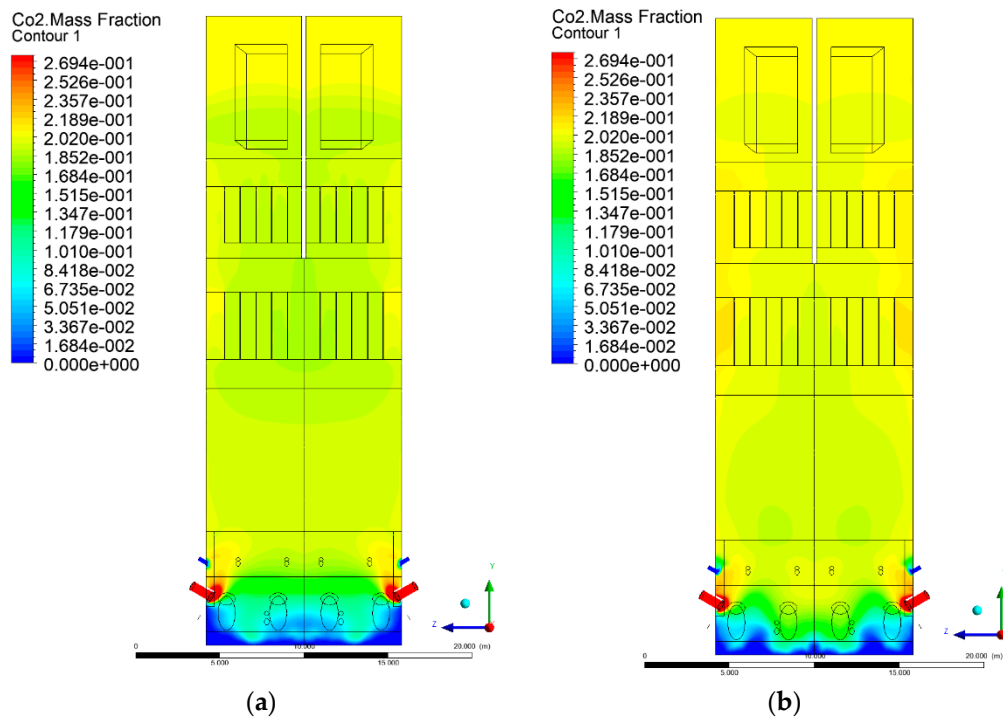 Co2.Mass Fraction
Contour 1
2.694e-001
2.526e-001
2.357e-001
2.189e-001
2.020e-001
1.852e-001
1.684e-001
1.515e-001
1.347e-001
1.179e-001
1.010e-001
8.418e-002
6.735e-002
5.051e-002
3.367e-002
1.684e-002
0.000e+000
Y
Z
0 10.000 20.000 (m)
5.000 15.000
(a)
Co2.Mass Fraction
Contour 1
2.694e-001
2.526e-001
2.357e-001
2.189e-001
2.020e-001
1.852e-001
1.684e-001
1.515e-001
1.347e-001
1.179e-001
1.010e-001
8.418e-002
6.735e-002
5.051e-002
3.367e-002
1.684e-002
0.000e+000
Z
0 10.000 20.000 (m)
5.000 15.000
(b)